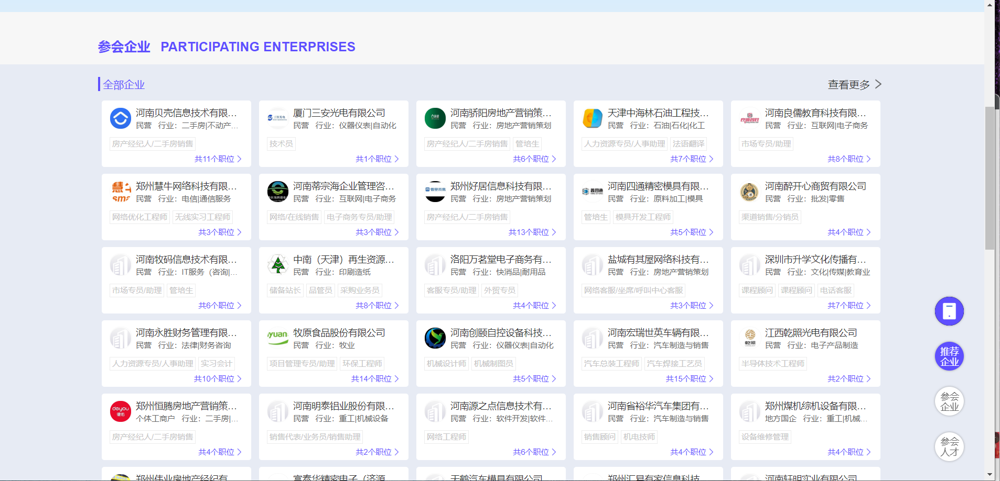 参会企业 PARTICIPATING ENTERPRISES
全部企业
查看更多
河南贝壳信息技术有限...
民营 行业：二手房|不动产...
房产经纪人/二手房销售
共11个职位
厦门三安光电有限公司
民营 行业：仪器仪表|自动化
技术员
共1个职位
河南骄阳房地产营销策...
民营 行业：房地产营销策划
房产经纪人/二手房销售 管培生
共6个职位
天津中海林石油工程技...
民营 行业：石油|石化|化工
人力资源专员/人事助理 法语翻译
共7个职位
河南良儒教育科技有限...
民营 行业：互联网|电子商务
市场专员/助理
共8个职位
郑州慧牛网络科技有限...
民营 行业：电信|通信服务
网络优化工程师 无线实习工程师
共3个职位
河南蒂宗海企业管理咨...
民营 行业：互联网|电子商务
网络/在线销售 电子商务专员/助理
共3个职位
郑州好居信息科技有限...
民营 行业：房地产营销策划
房产经纪人/二手房销售
共13个职位
鑫四通
河南四通精密模具有限...
民营 行业：原料加工|模具
管培生 模具开发工程师
共5个职位
河南醉开心商贸有限公司
民营 行业：批发|零售
渠道销售/分销员
共4个职位
河南牧码信息技术有限...
民营 行业：IT服务（咨询|...
市场专员/助理 管培生
共6个职位
中南（天津）再生资源...
民营 行业：印刷造纸
储备站长 品管员 采购业务员
共8个职位
洛阳万茗堂电子商务有...
民营 行业：快消品|耐用品
客服专员/助理 外贸专员
共4个职位
盐城有其屋网络科技有...
民营 行业：房地产营销策划
网络客服/坐席/呼叫中心客服
共3个职位
深圳市升学文化传播有...
民营 行业：文化|传媒|教育业
课程顾问 课程顾问 电话客服
共7个职位
河南永胜财务管理有限...
民营 行业：法律|财务咨询
人力资源专员/人事助理 实习会计
共10个职位
yuan
牧原食品股份有限公司
民营 行业：牧业
项目管理专员/助理 环保工程师
共14个职位
河南创颐自控设备科技...
民营 行业：仪器仪表|自动化
机械设计师 机械制图员
共5个职位
河南宏瑞世英车辆有限...
民营 行业：汽车制造与销售
汽车总装工程师 汽车焊接工艺员
共15个职位
江西乾照光电有限公司
民营 行业：电子产品制造
半导体技术工程师
共2个职位
deyou
德佑
郑州恒腾房地产营销策...
个体工商户 行业：二手房|...
房产经纪人/二手房销售
共4个职位
河南明泰铝业股份有限...
民营 行业：重工|机械设备
销售代表/业务员/销售助理
共2个职位
河南源之点信息技术有...
民营 行业：软件开发|软件...
网络工程师
共6个职位
河南省裕华汽车集团有...
民营 行业：汽车制造与销售
销售顾问 机电技师
共4个职位
郑州煤机综机设备有限...
地方国企 行业：重工|机械...
设备维修管理
共4个职位
郑州伟业房地产经纪有...
富泰华精密电子（济源...
天鹤汽车模具有限公司
郑州汇易有家信息科技...
河南轩明实业有限公司
推荐
企业
参会
企业
参会
人才